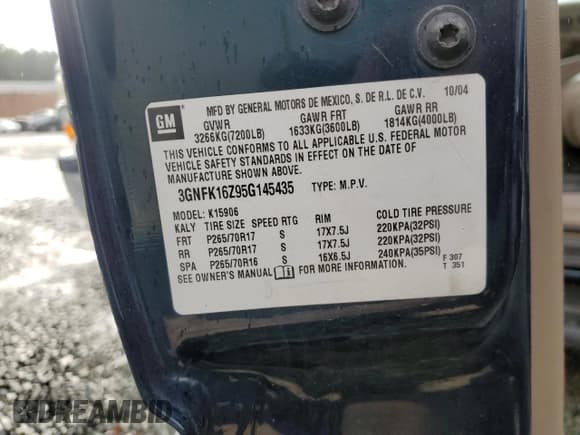 GM
MFD BY GENERAL MOTORS DE MEXICO, S. DE R.L. DE C.V. 10/04
GVWR GAWR FRT GAWR RR
3266KG(7200LB) 1633KG(3600LB) 1814KG(4000LB)
THIS VEHICLE CONFORMS TO ALL APPLICABLE U.S. FEDERAL MOTOR
VEHICLE SAFETY STANDARDS IN EFFECT ON THE DATE OF
MANUFACTURE SHOWN ABOVE.
3GNFK16Z95G145435 TYPE: M.P.V.
MODEL: K15906
KALY TIRE SIZE SPEED RTG RIM COLD TIRE PRESSURE
FRT P265/70R17 S 17X7.5J 220KPA(32PSI)
RR P265/70R17 S 17X7.5J 220KPA(32PSI)
SPA P265/70R16 S 16X6.5J 240KPA(35PSI) F 307
SEE OWNER'S MANUAL FOR MORE INFORMATION. T 351
DREAMBID